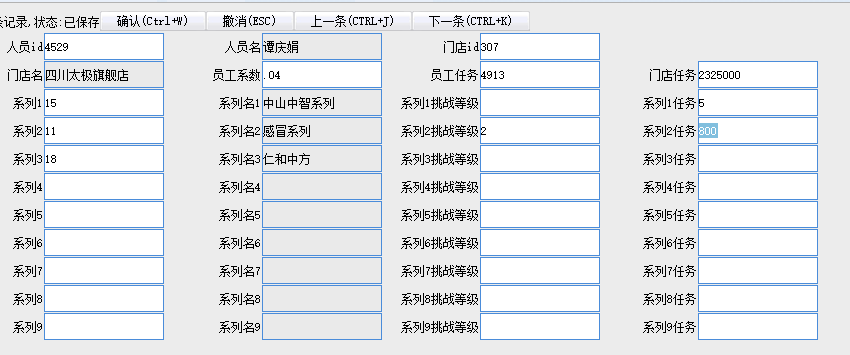 条记录,状态:已保存 确认(Ctrl+W) 撤消(ESC) 上一条(CTRL+J) 下一条(CTRL+K)
人员id 4529 人员名 谭庆娟 门店id 307
门店名 四川太极旗舰店 员工系数 .04 员工任务 4913 门店任务 2325000
系列1 15 系列名1 中山中智系列 系列1挑战等级 系列1任务 5
系列2 11 系列名2 感冒系列 系列2挑战等级 2 系列2任务 800
系列3 18 系列名3 仁和中方 系列3挑战等级 系列3任务
系列4 系列名4 系列4挑战等级 系列4任务
系列5 系列名5 系列5挑战等级 系列5任务
系列6 系列名6 系列6挑战等级 系列6任务
系列7 系列名7 系列7挑战等级 系列7任务
系列8 系列名8 系列8挑战等级 系列8任务
系列9 系列名9 系列9挑战等级 系列9任务